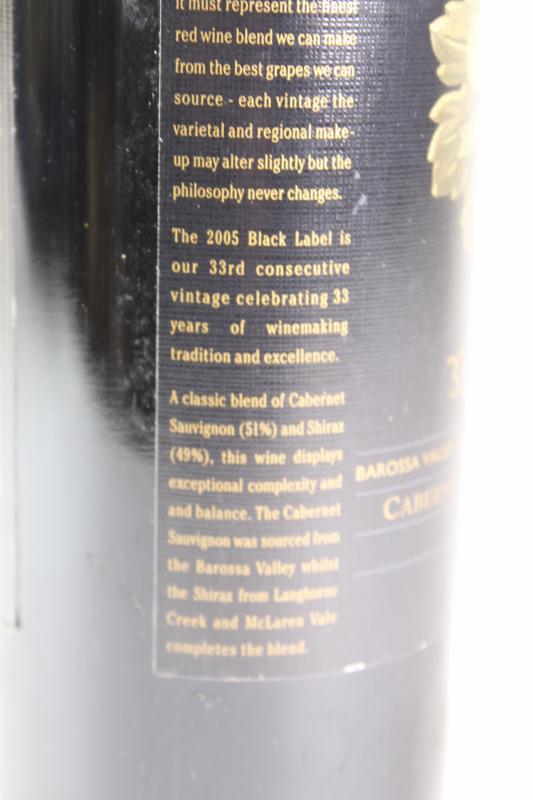 it must represent the finest
red wine blend we can make
from the best grapes we can
source - each vintage the
varietal and regional make-
up may alter slightly but the
philosophy never changes.
The 2005 Black Label is
our 33rd consecutive
vintage celebrating 33
years of winemaking
tradition and excellence.
A classic blend of Cabernet
Sauvignon (51%) and Shiraz
(49%), this wine displays
exceptional complexity and
and balance. The Cabernet
Sauvignon was sourced from
the Barossa Valley whilst
the Shiraz from Langhorne
Creek and McLaren Vale
completes the blend.
BAROSSA